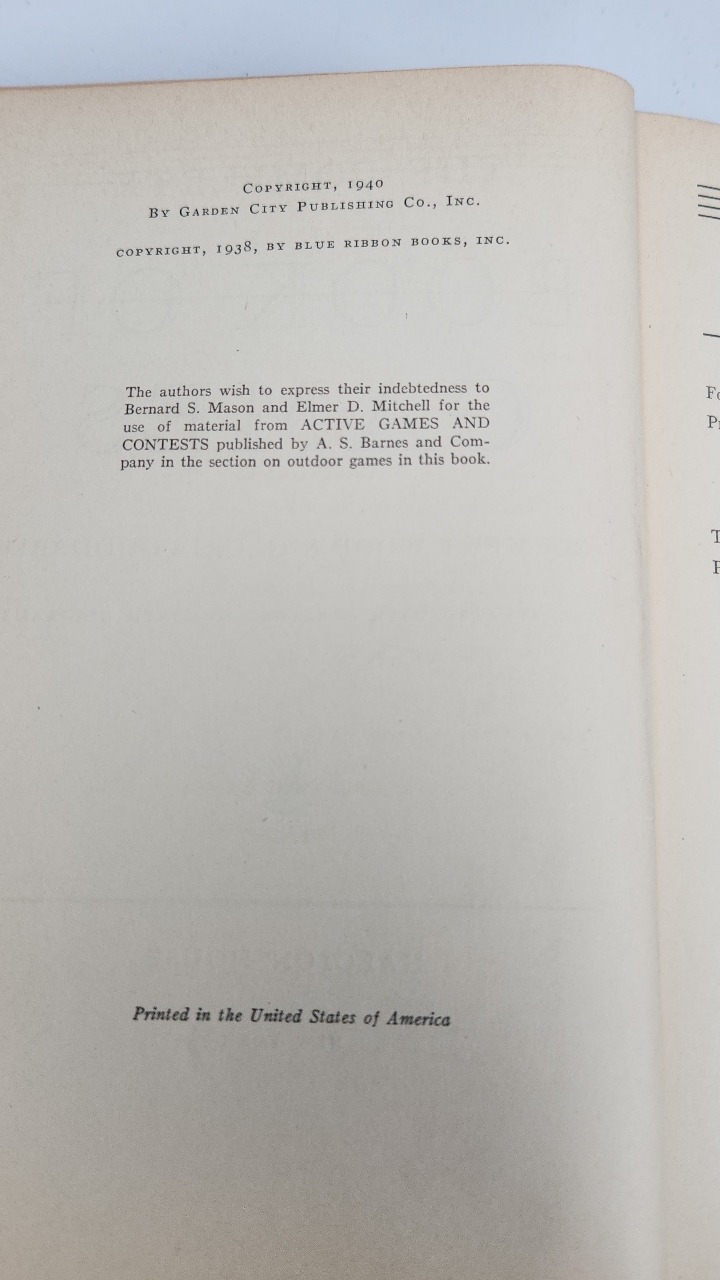 Copyright, 1940
By Garden City Publishing Co., Inc.
COPYRIGHT, 1938, BY BLUE RIBBON BOOKS, INC.
The authors wish to express their indebtedness to
Bernard S. Mason and Elmer D. Mitchell for the
use of material from ACTIVE GAMES AND
CONTESTS published by A. S. Barnes and Com-
pany in the section on outdoor games in this book.
Printed in the United States of America